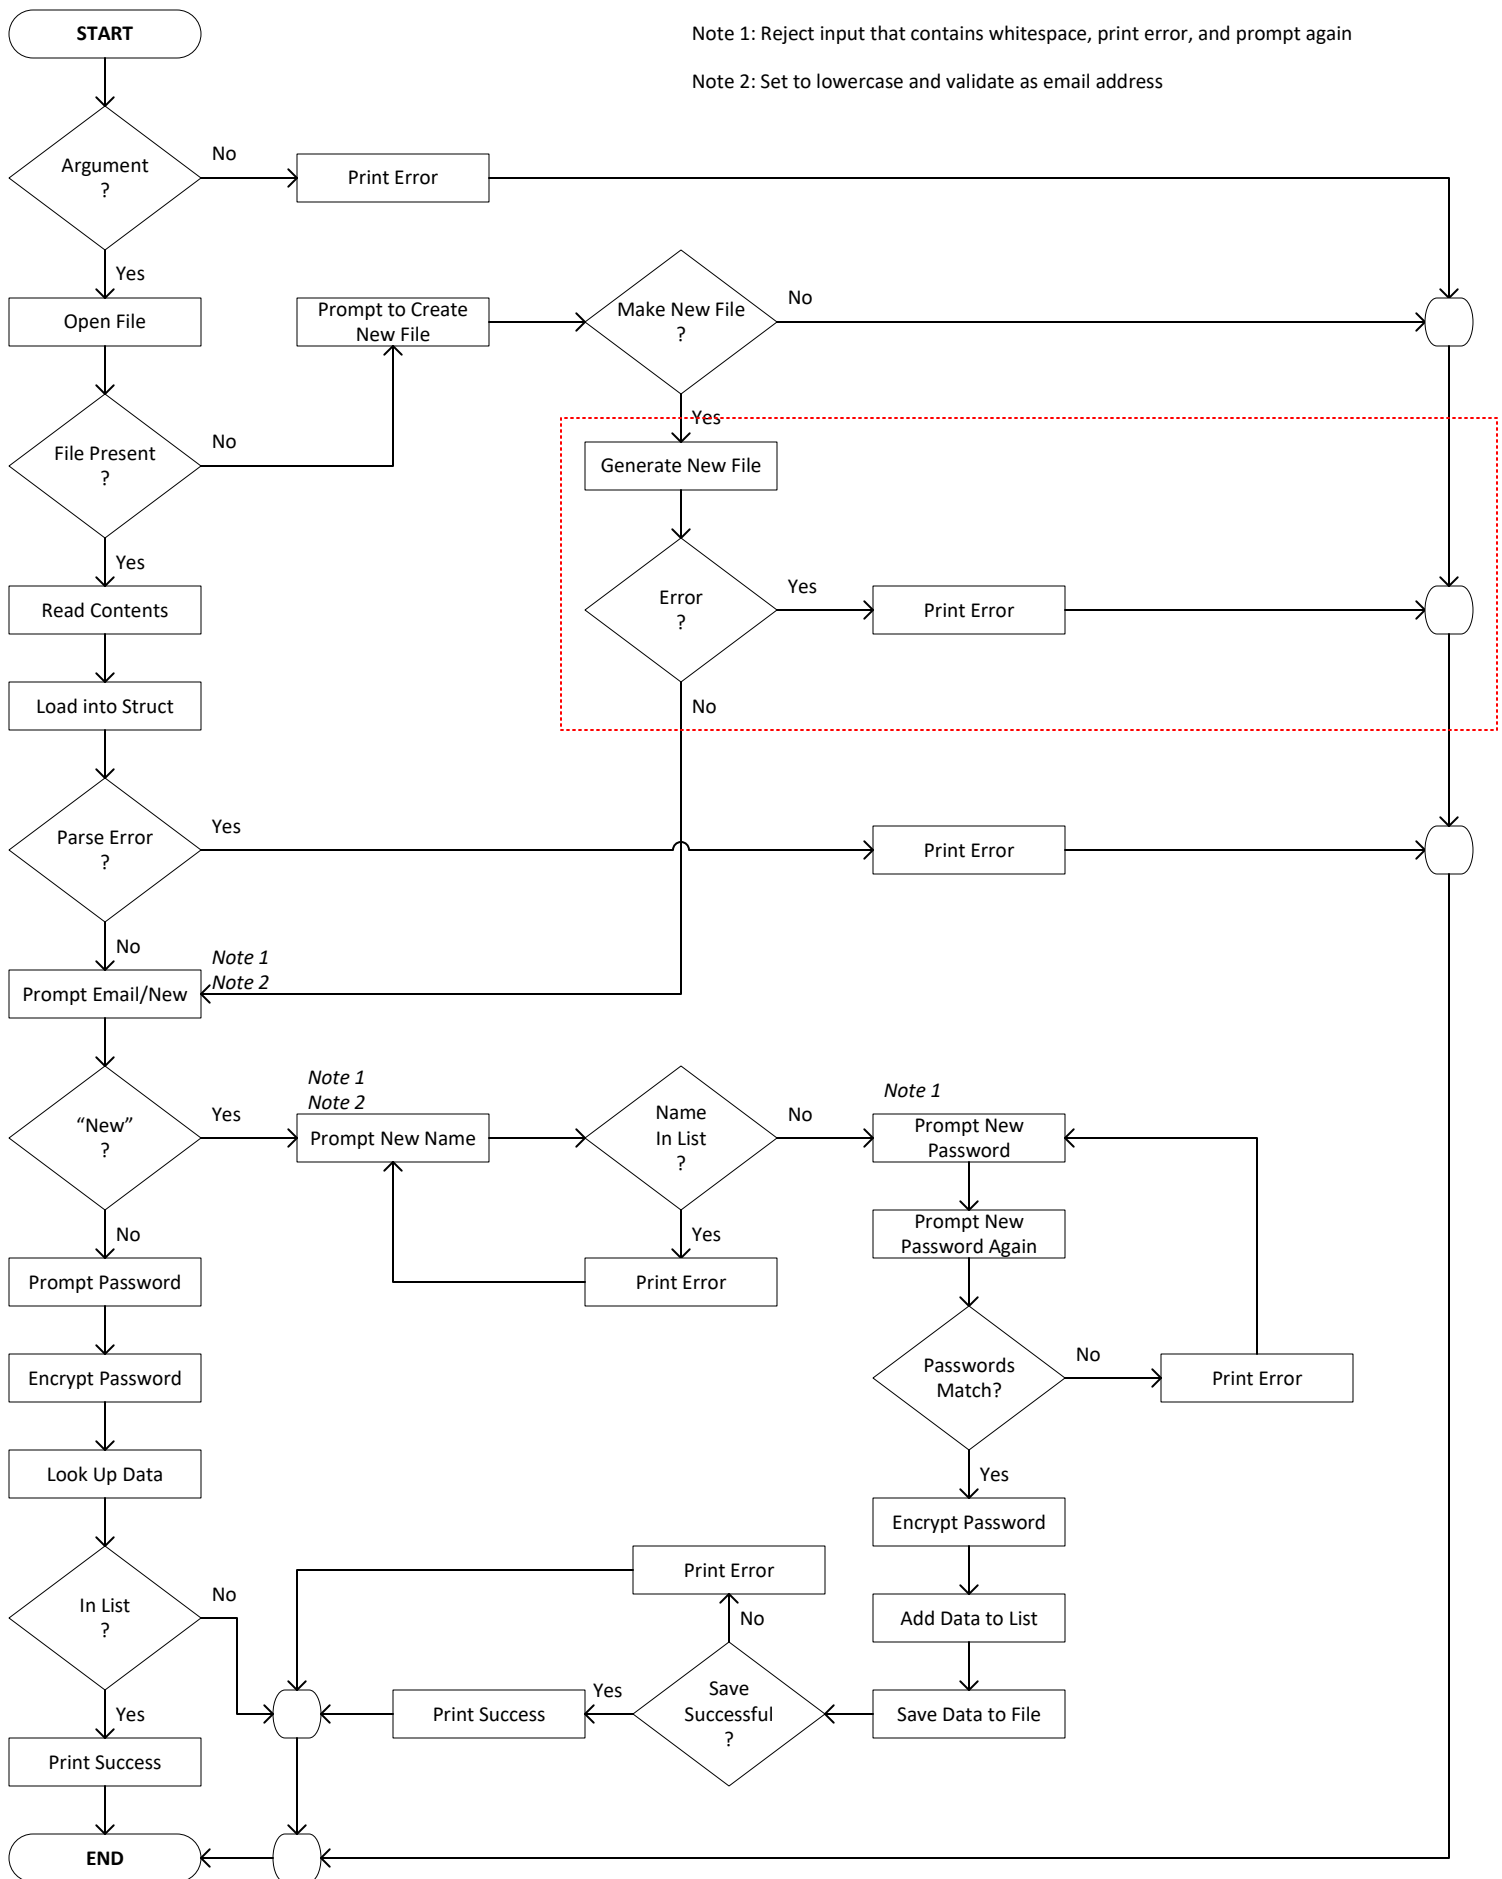 START
Note 1: Reject input that contains whitespace, print error, and prompt again
Note 2: Set to lowercase and validate as email address
Argument
?
No
Print Error
Yes
Open File
Prompt to Create
New File
Make New File
?
No
Yes
File Present
?
No
Generate New File
Yes
Read Contents
Error
?
Yes
Print Error
Load into Struct
No
Parse Error
?
Yes
Print Error
No
Note 1
Note 2
Prompt Email/New
"New"
?
Yes
Note 1
Note 2
Prompt New Name
Name
In List
?
No
Note 1
Prompt New
Password
No
Yes
Prompt New
Password Again
Prompt Password
Print Error
Encrypt Password
Passwords
Match?
No
Print Error
Look Up Data
Yes
Encrypt Password
In List
?
No
Print Error
No
Add Data to List
Yes
Print Success
Print Success
Yes
Save
Successful
?
Save Data to File
END